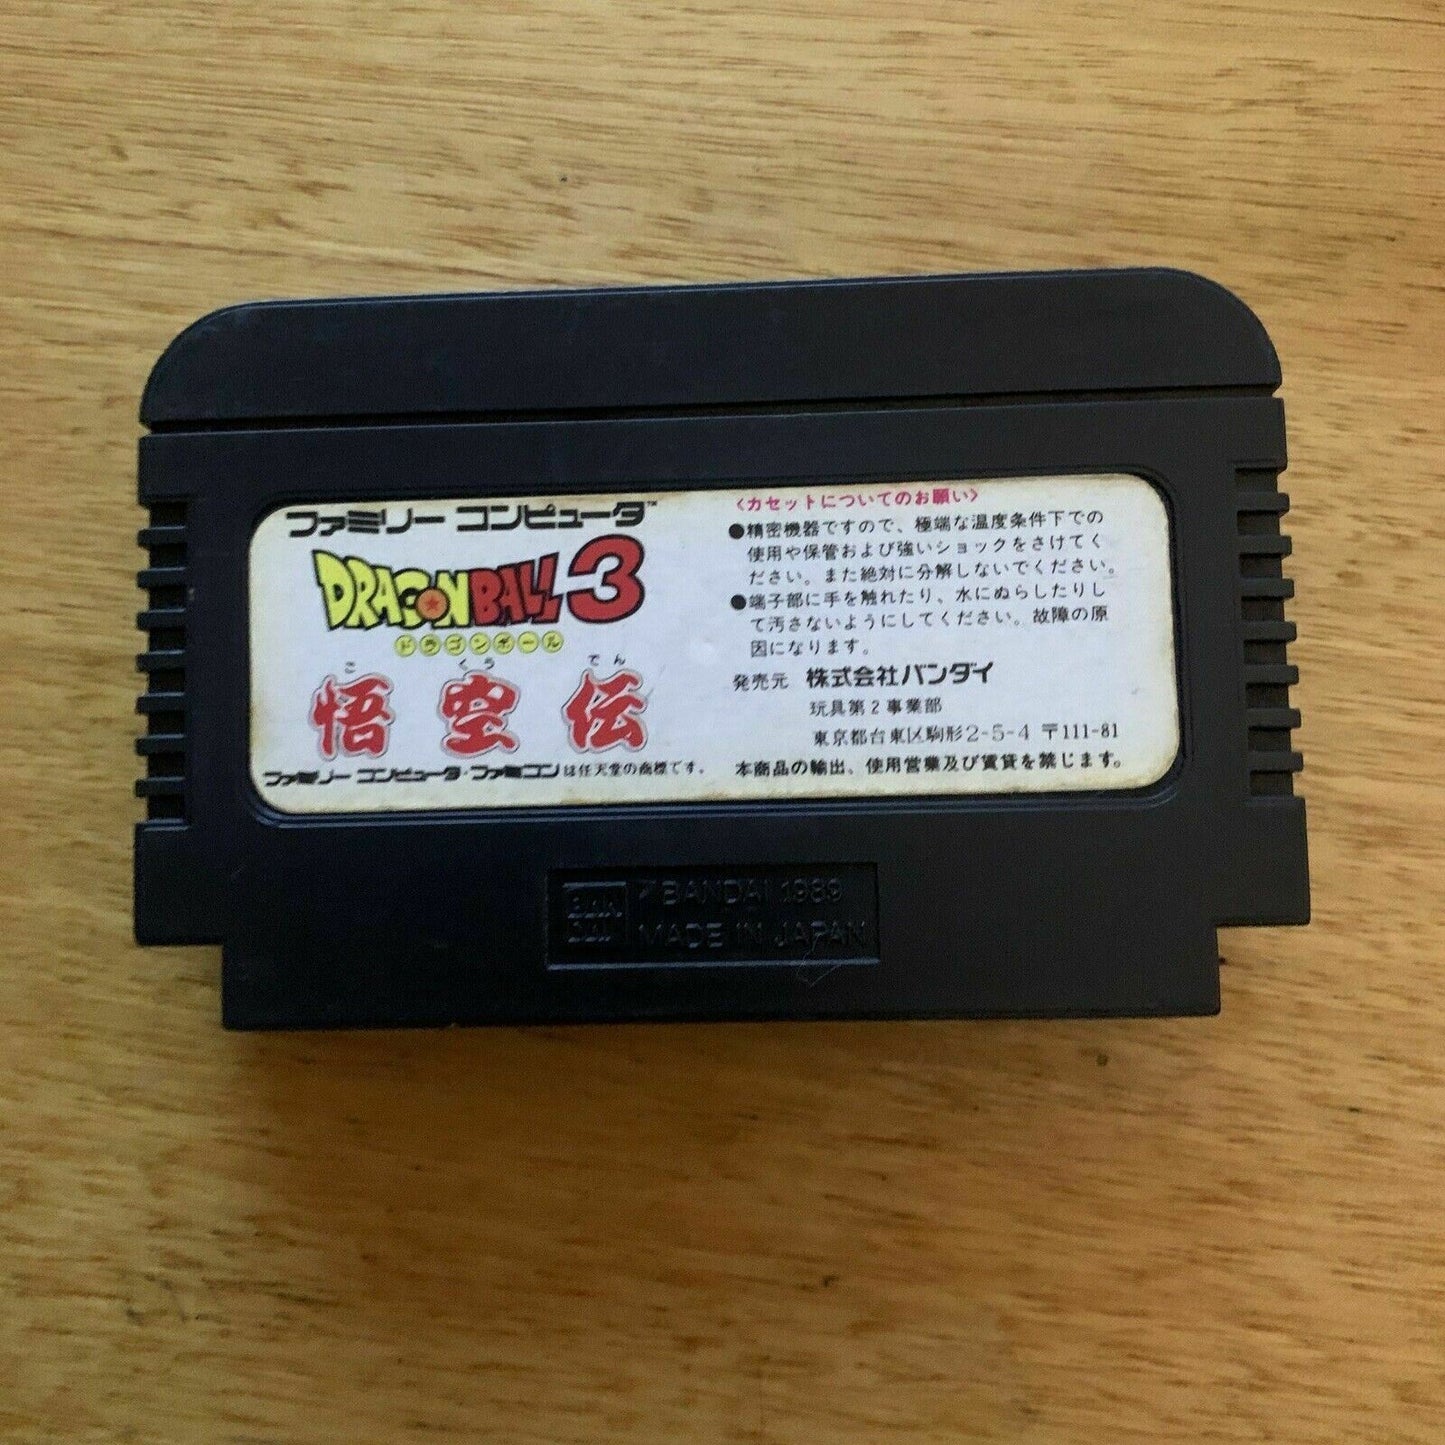 ファミリー コンピュータ™
DRAGON BALL 3
ドラゴンボール
ご くう でん
悟空伝
ファミリー コンピュータ・ファミコンは任天堂の商標です。
〈カセットについてのお願い〉
●精密機器ですので、極端な温度条件下での
使用や保管および強いショックをさけてく
ださい。また絶対に分解しないでください。
●端子部に手を触れたり、水にぬらしたりし
て汚さないようにしてください。故障の原
因になります。
発売元 株式会社バンダイ
玩具第2事業部
東京都台東区駒形2-5-4 〒111-81
本商品の輸出、使用営業及び賃貸を禁じます。
BAN DAI
BANDAI 1989
MADE IN JAPAN